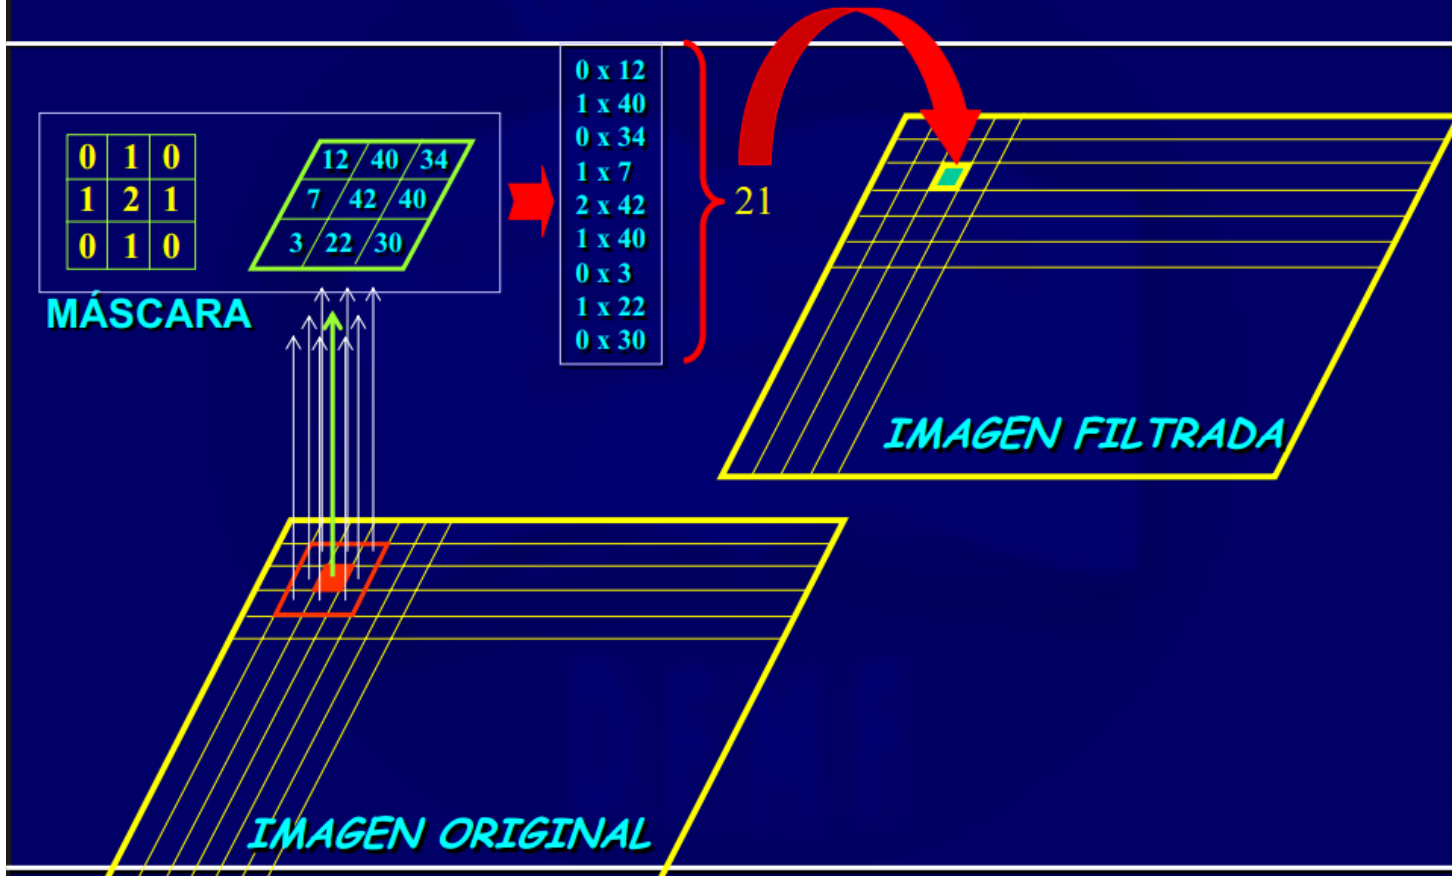 0 1 0
1 2 1
0 1 0
MÁSCARA
12 40 34
7 42 40
3 22 30
0 x 12
1 x 40
0 x 34
1 x 7
2 x 42
1 x 40
0 x 3
1 x 22
0 x 30
21
IMAGEN FILTRADA
IMAGEN ORIGINAL